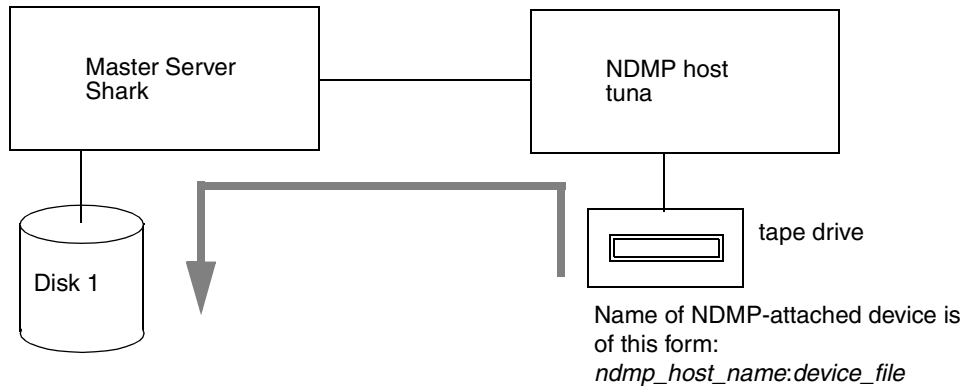 Master Server
Shark
NDMP host
tuna
Disk 1
tape drive
Name of NDMP-attached device is
of this form:
ndmp_host_name:device_file